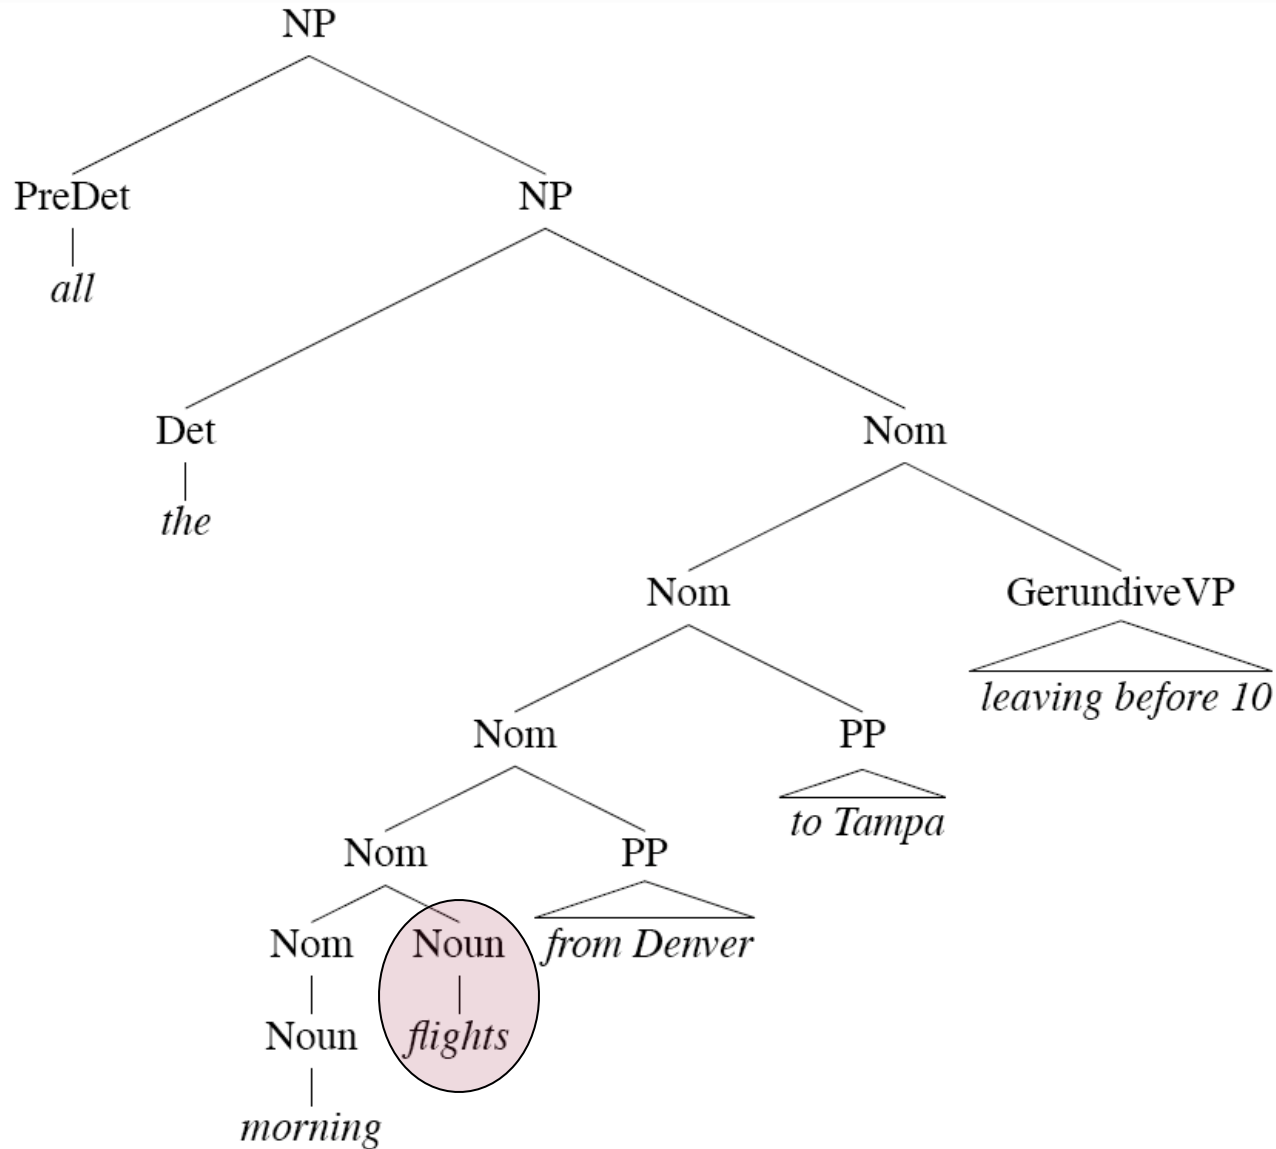 NP
PreDet NP
all
Det Nom
the
Nom GerundiveVP
leaving before 10
Nom PP
to Tampa
Nom PP
Nom Noun from Denver
Noun flights
morning